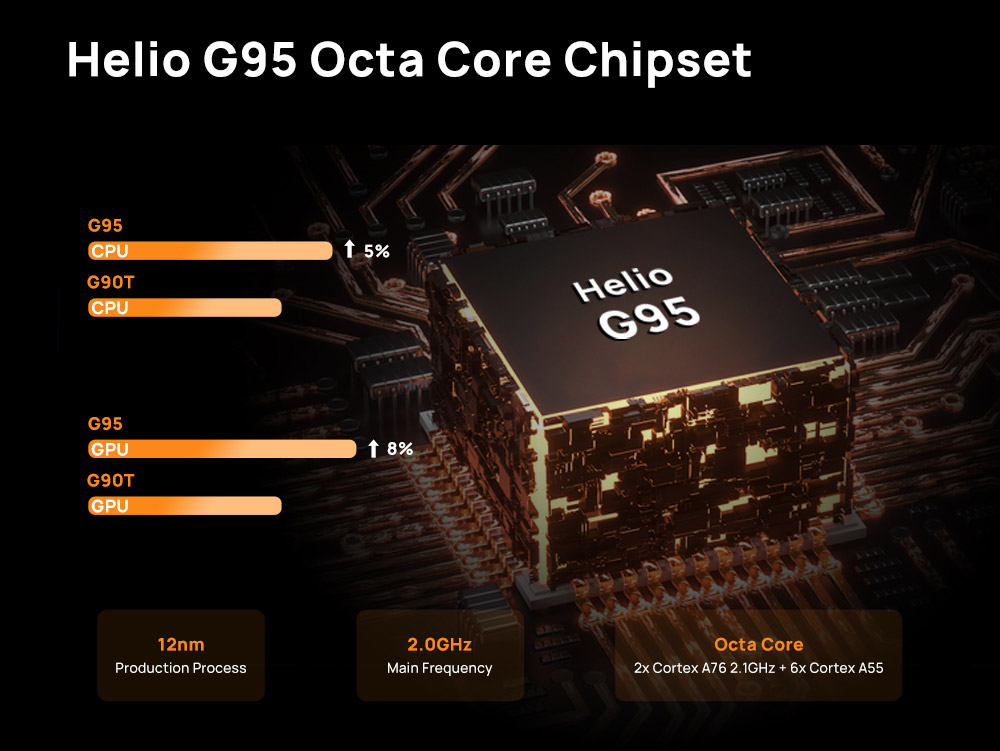 Helio G95 Octa Core Chipset
G95
CPU ↑ 5%
G90T
CPU
Helio
G95
G95
GPU ↑ 8%
G90T
GPU
12nm
Production Process
2.0GHz
Main Frequency
Octa Core
2x Cortex A76 2.1GHz + 6x Cortex A55